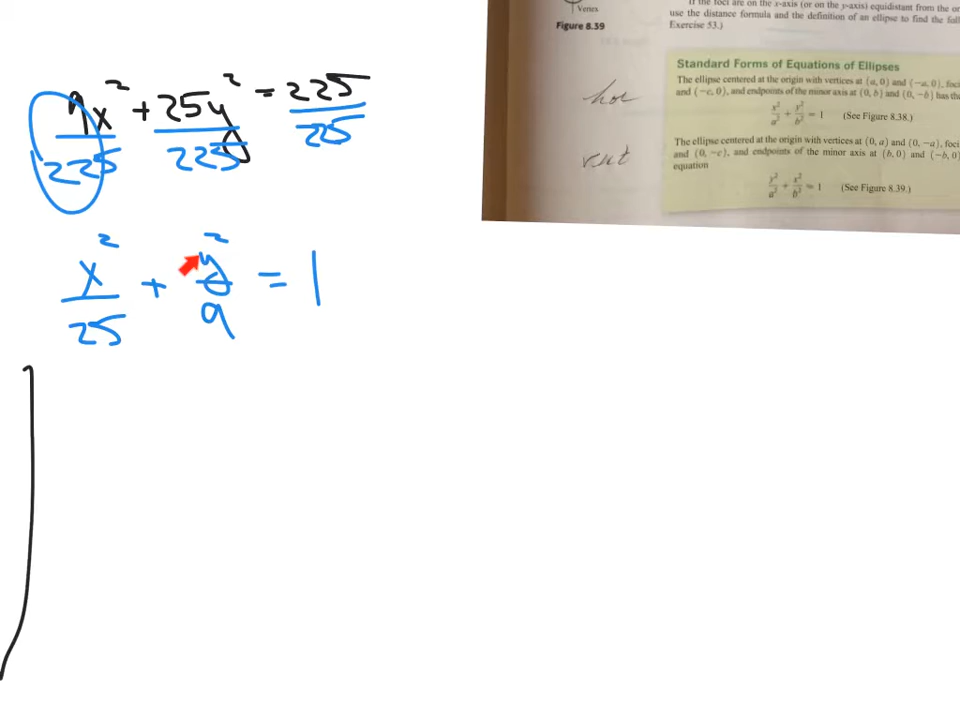 9x² + 25y² = 225
225 225 225
x² + y² = 1
25 9
Vertex
Figure 8.39
If the foci are on the x-axis (or on the y-axis) equidistant from the
use the distance formula and the definition of an ellipse to find the
Exercise 53.)
hor
vert
Standard Forms of Equations of Ellipses
The ellipse centered at the origin with vertices at (a, 0) and (−a, 0), foci
and (−c, 0), and endpoints of the minor axis at (0, b) and (0, −b) has the
x²/a² + y²/b² = 1 (See Figure 8.38.)
The ellipse centered at the origin with vertices at (0, a) and (0, −a), foci
and (0, −c), and endpoints of the minor axis at (b, 0) and (−b, 0)
equation
y²/a² + x²/b² = 1 (See Figure 8.39.)